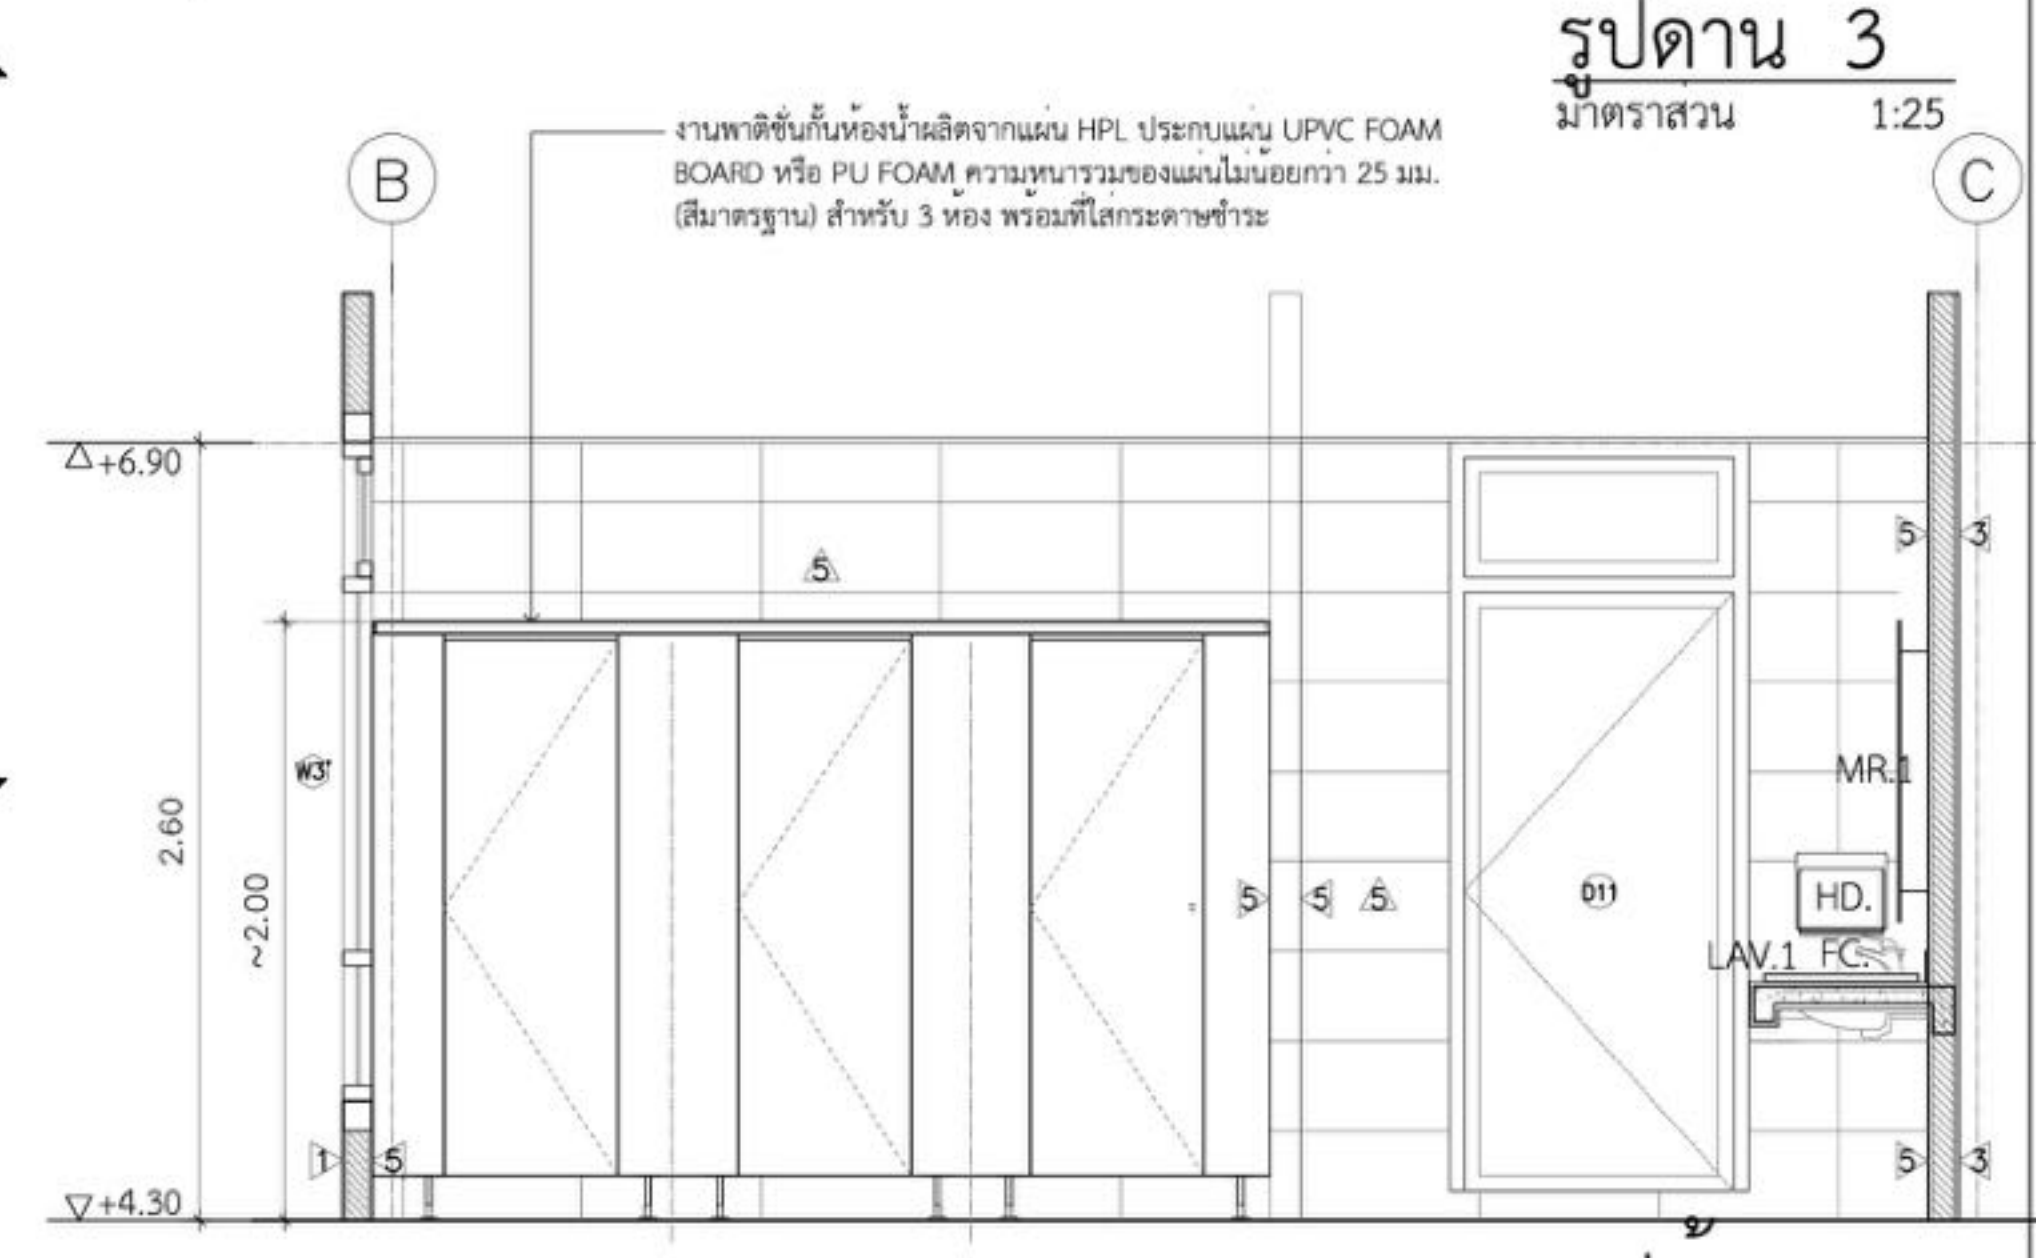 รูปด้าน 3
มาตราส่วน 1:25
B
C
งานพาติชั่นกั้นห้องน้ำผลิตจากแผ่น HPL ประกบแผ่น UPVC FOAM
BOARD หรือ PU FOAM ความหนารวมของแผ่นไม่น้อยกว่า 25 มม.
(สีมาตรฐาน) สำหรับ 3 ห้อง พร้อมที่ใส่กระดาษชำระ
+6.90
5
5
3
W3'
MR.1
2.60
~2.00
5
5
5
D11
HD.
LAV.1 FC.
1
5
5
3
+4.30